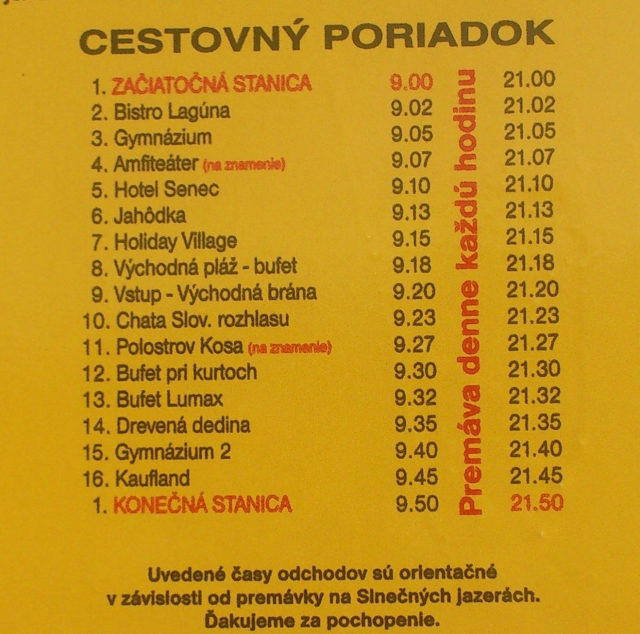 CESTOVNÝ PORIADOK
1. ZAČIATOČNÁ STANICA 9.00 21.00
2. Bistro Lagúna 9.02 21.02
3. Gymnázium 9.05 21.05
4. Amfiteáter (na znamenie) 9.07 21.07
5. Hotel Senec 9.10 21.10
6. Jahôdka 9.13 21.13
7. Holiday Village 9.15 21.15
8. Východná pláž - bufet 9.18 21.18
9. Vstup - Východná brána 9.20 21.20
10. Chata Slov. rozhlasu 9.23 21.23
11. Polostrov Kosa (na znamenie) 9.27 21.27
12. Bufet pri kurtoch 9.30 21.30
13. Bufet Lumax 9.32 21.32
14. Drevená dedina 9.35 21.35
15. Gymnázium 2 9.40 21.40
16. Kaufland 9.45 21.45
1. KONEČNÁ STANICA 9.50 21.50
Premáva denne každú hodinu
Uvedené časy odchodov sú orientačné
v závislosti od premávky na Slnečných jazerách.
Ďakujeme za pochopenie.